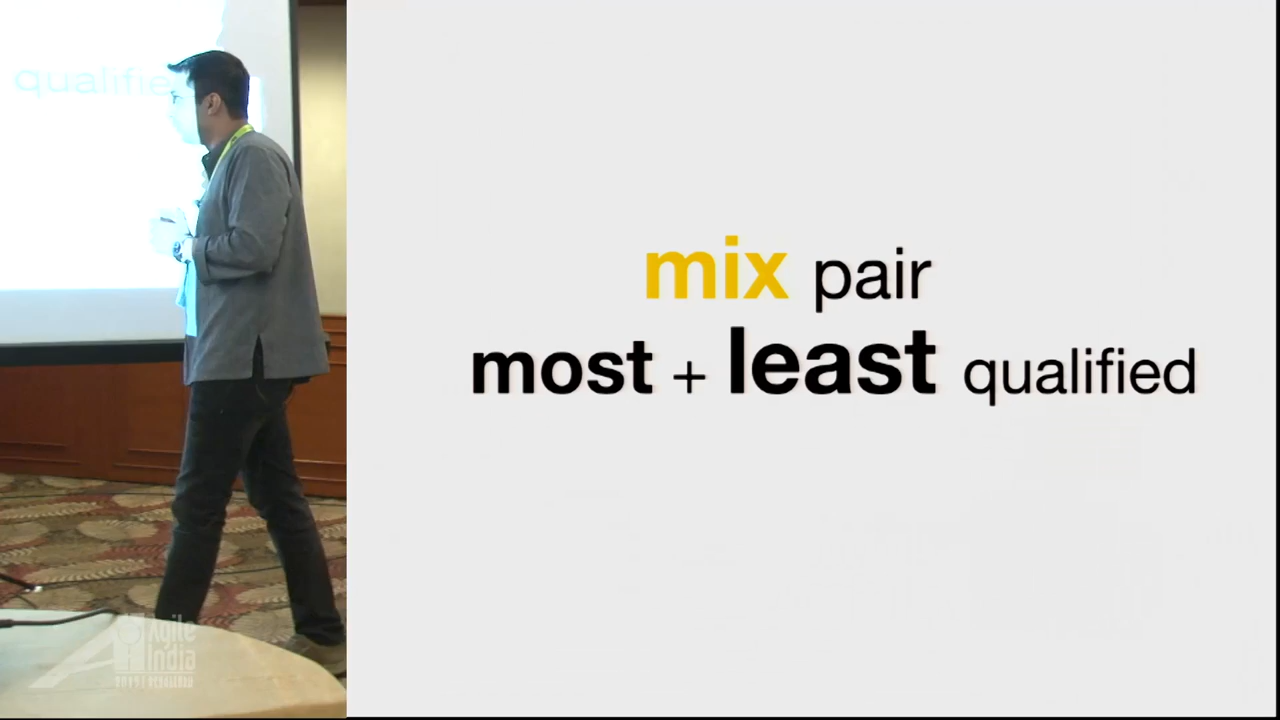 qualifie
mix pair
most + least qualified
Agile
India